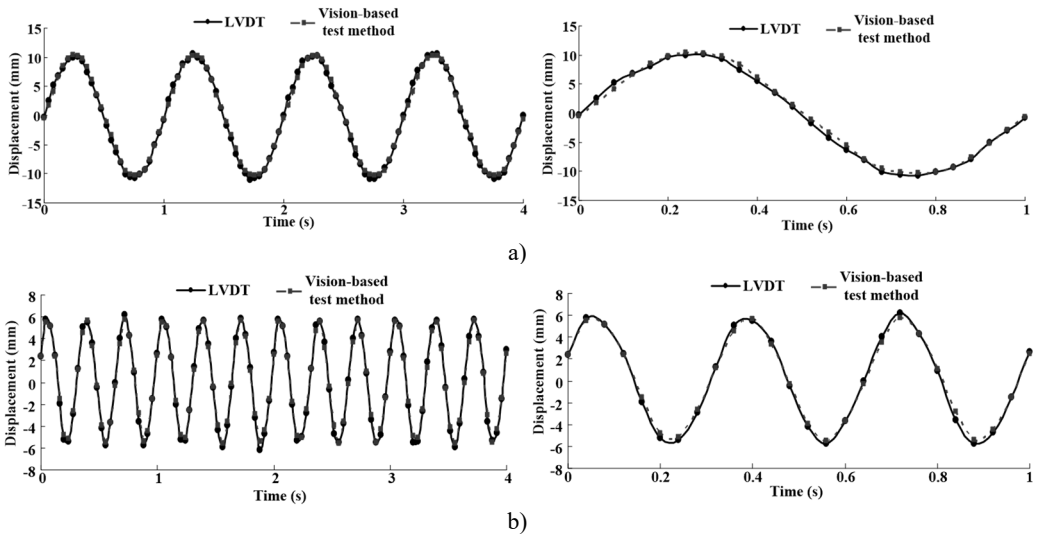 LVDT
Vision-based
test method
LVDT
Vision-based
test method
Displacement (mm)
15
10
5
0
-5
-10
-15
0
1
2
3
4
Time (s)
Displacement (mm)
15
10
5
0
-5
-10
-15
0
0.2
0.4
0.6
0.8
1
Time (s)
a)
LVDT
Vision-based
test method
LVDT
Vision-based
test method
Displacement (mm)
8
6
4
2
0
-2
-4
-6
-8
0
1
2
3
4
Time (s)
Displacement (mm)
8
6
4
2
0
-2
-4
-6
-8
0
0.2
0.4
0.6
0.8
1
Time (s)
b)